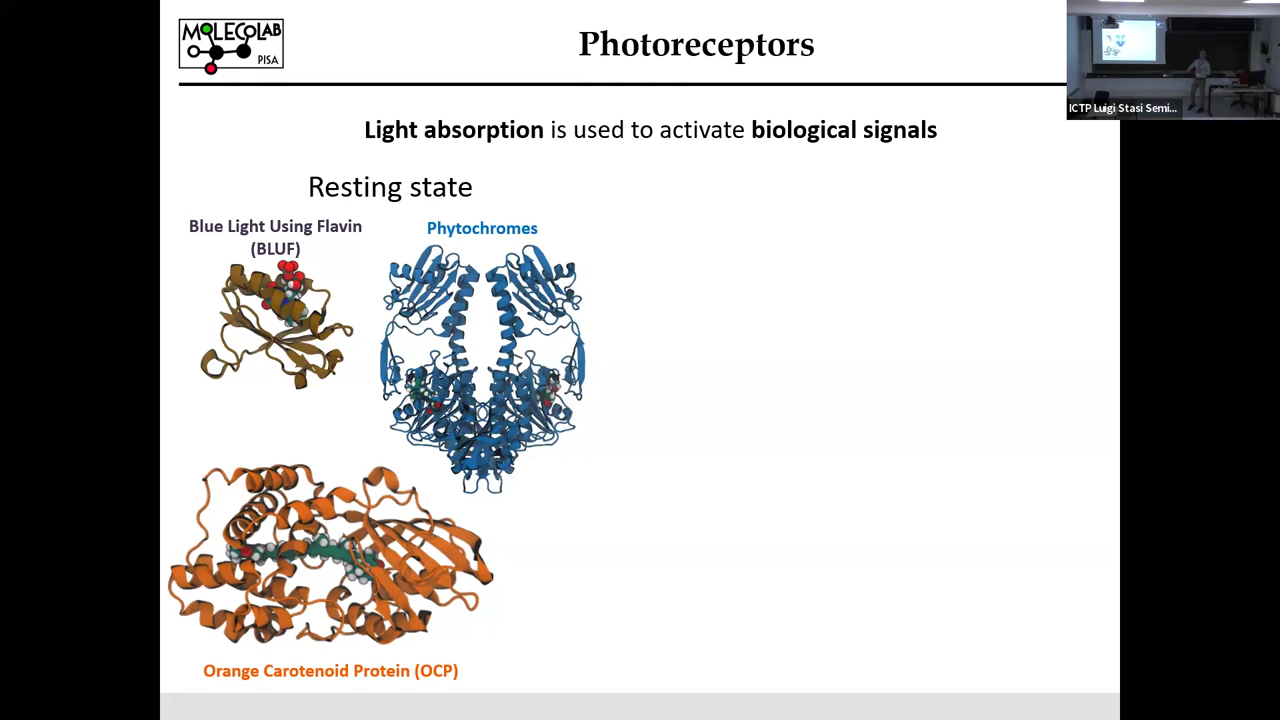 MOLECOLAB
PISA
Photoreceptors
ICTP Luigi Stasi Semi...
Light absorption is used to activate biological signals
Resting state
Blue Light Using Flavin
(BLUF)
Phytochromes
Orange Carotenoid Protein (OCP)